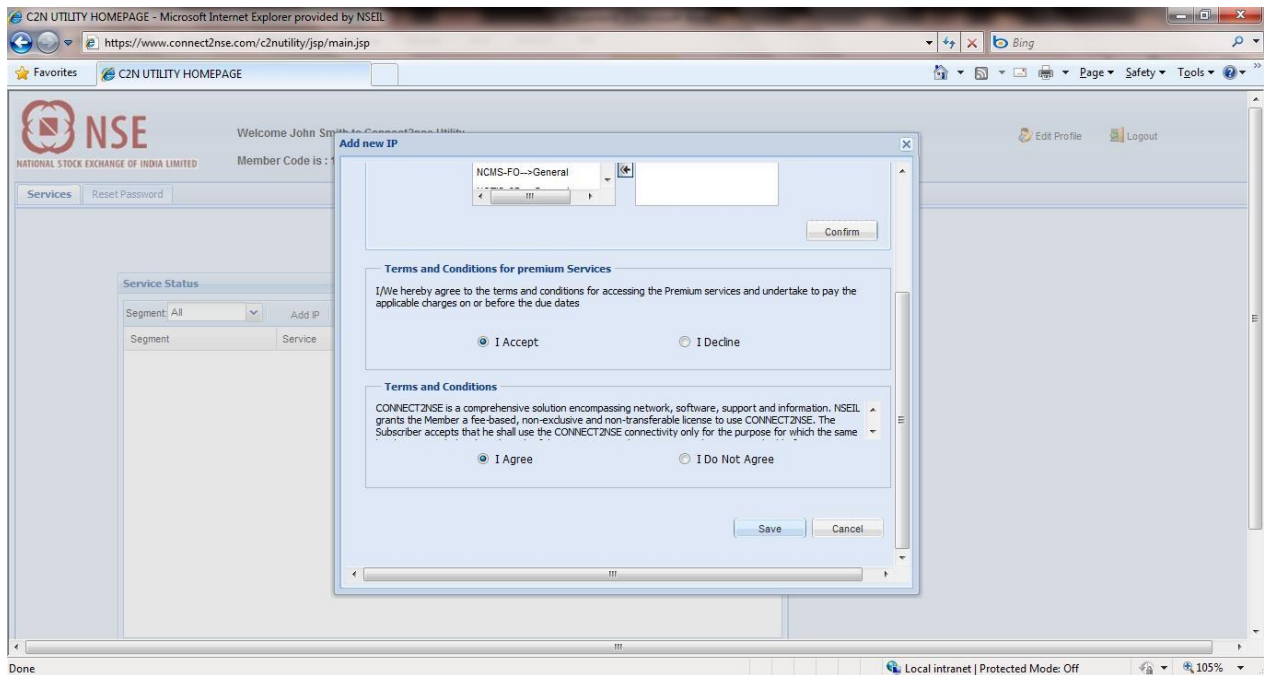 C2N UTILITY HOMEPAGE - Microsoft Internet Explorer provided by NSEIL
https://www.connect2nse.com/c2nutility/jsp/main.jsp
Bing
Favorites
C2N UTILITY HOMEPAGE
Page
Safety
Tools
NSE
NATIONAL STOCK EXCHANGE OF INDIA LIMITED
Welcome John
Member Code is :
Edit Profile
Logout
Services
Reset Password
Service Status
Segment: All
Add IP
Segment
Service
Add new IP
NCMS-FO-->General
Confirm
Terms and Conditions for premium Services
I/We hereby agree to the terms and conditions for accessing the Premium services and undertake to pay the
applicable charges on or before the due dates
I Accept
I Decline
Terms and Conditions
CONNECT2NSE is a comprehensive solution encompassing network, software, support and information. NSEIL
grants the Member a fee-based, non-exclusive and non-transferable license to use CONNECT2NSE. The
Subscriber accepts that he shall use the CONNECT2NSE connectivity only for the purpose for which the same
I Agree
I Do Not Agree
Save
Cancel
Done
Local intranet | Protected Mode: Off
105%